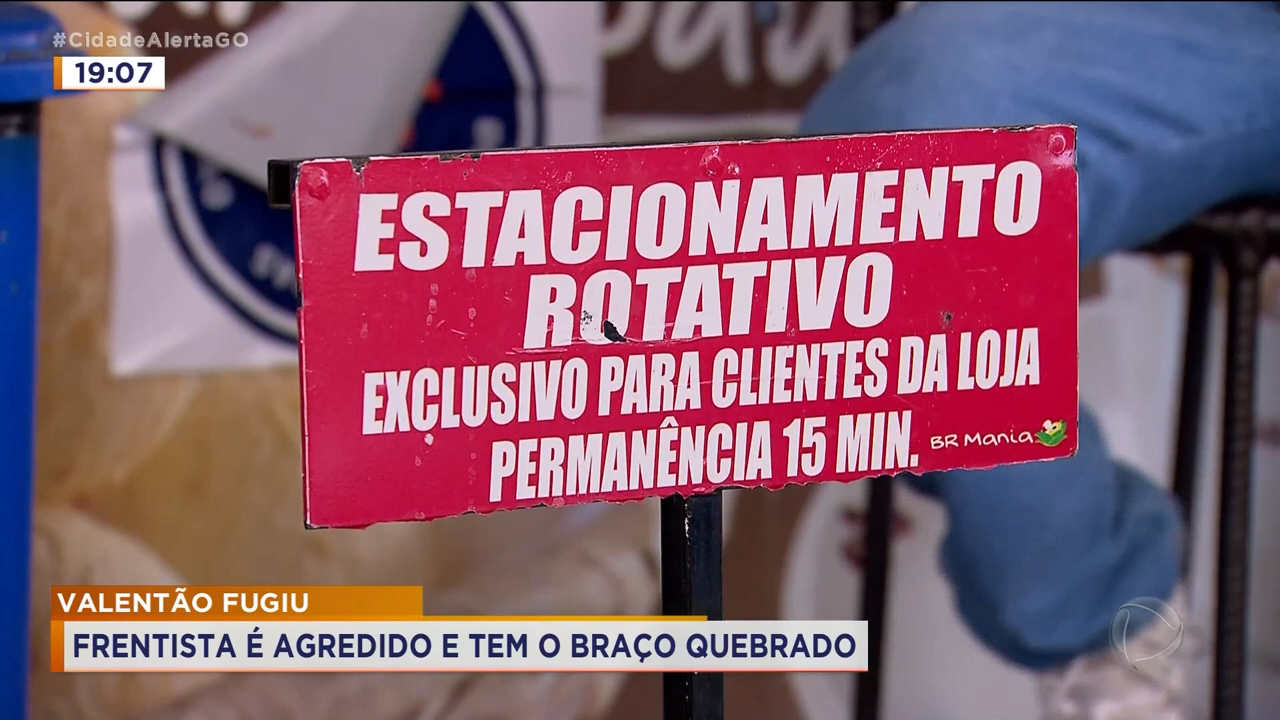 #CidadeAlertaGO
19:07
ESTACIONAMENTO
ROTATIVO
EXCLUSIVO PARA CLIENTES DA LOJA
PERMANÊNCIA 15 MIN.
BR Mania
VALENTÃO FUGIU
FRENTISTA É AGREDIDO E TEM O BRAÇO QUEBRADO